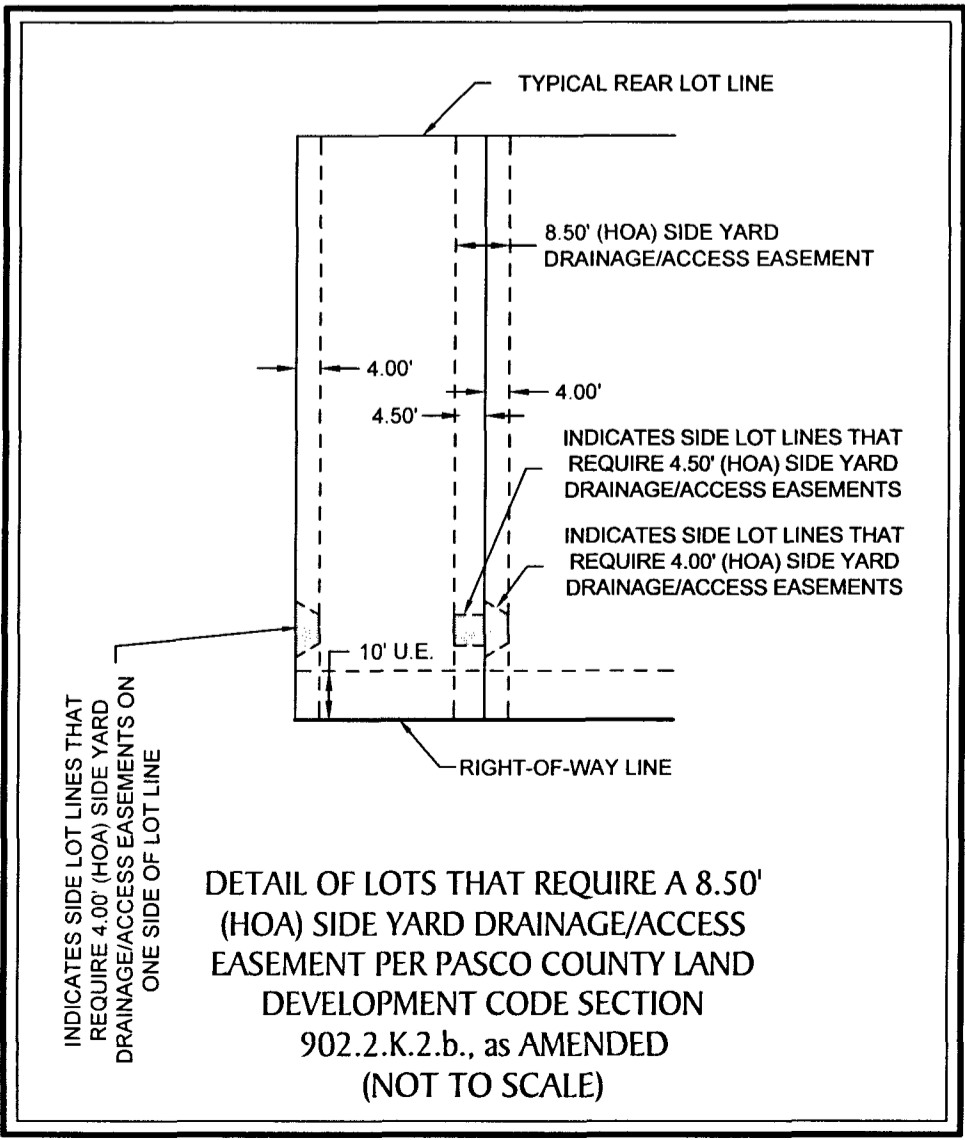 TYPICAL REAR LOT LINE
8.50' (HOA) SIDE YARD
DRAINAGE/ACCESS EASEMENT
4.00'
4.00'
4.50'
INDICATES SIDE LOT LINES THAT
REQUIRE 4.50' (HOA) SIDE YARD
DRAINAGE/ACCESS EASEMENTS
INDICATES SIDE LOT LINES THAT
REQUIRE 4.00' (HOA) SIDE YARD
DRAINAGE/ACCESS EASEMENTS
10' U.E.
RIGHT-OF-WAY LINE
INDICATES SIDE LOT LINES THAT
REQUIRE 4.00' (HOA) SIDE YARD
DRAINAGE/ACCESS EASEMENTS ON
ONE SIDE OF LOT LINE
DETAIL OF LOTS THAT REQUIRE A 8.50'
(HOA) SIDE YARD DRAINAGE/ACCESS
EASEMENT PER PASCO COUNTY LAND
DEVELOPMENT CODE SECTION
902.2.K.2.b., as AMENDED
(NOT TO SCALE)